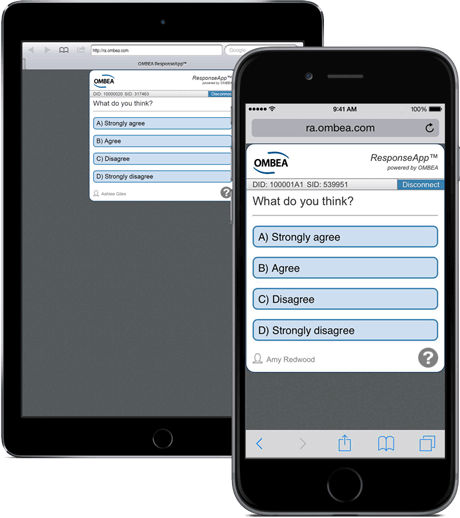 http://ra.ombea.com
Google
OMBEA ResponseApp™
OMBEA
ResponseApp™
powered by OMBEA
DID: 10000020 SID: 317463
Disconnect
What do you think?
A) Strongly agree
B) Agree
C) Disagree
D) Strongly disagree
Ashlee Giles
?
9:41 AM
100%
ra.ombea.com
OMBEA
ResponseApp™
powered by OMBEA
DID: 100001A1 SID: 539951
Disconnect
What do you think?
A) Strongly agree
B) Agree
C) Disagree
D) Strongly disagree
Amy Redwood
?